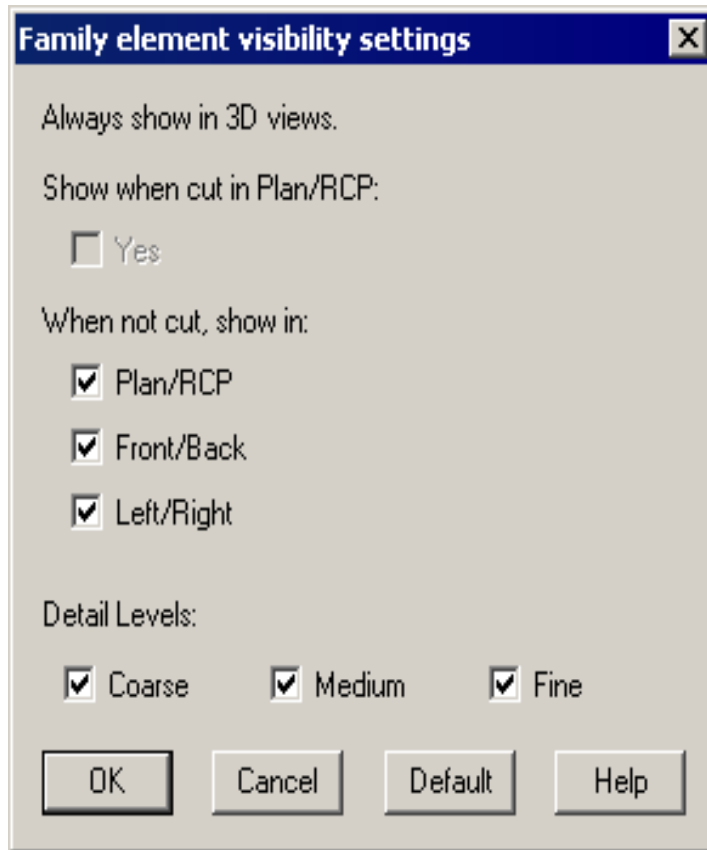 Family element visibility settings
Always show in 3D views.
Show when cut in Plan/RCP:
Yes
When not cut, show in:
Plan/RCP
Front/Back
Left/Right
Detail Levels:
Coarse Medium Fine
OK Cancel Default Help